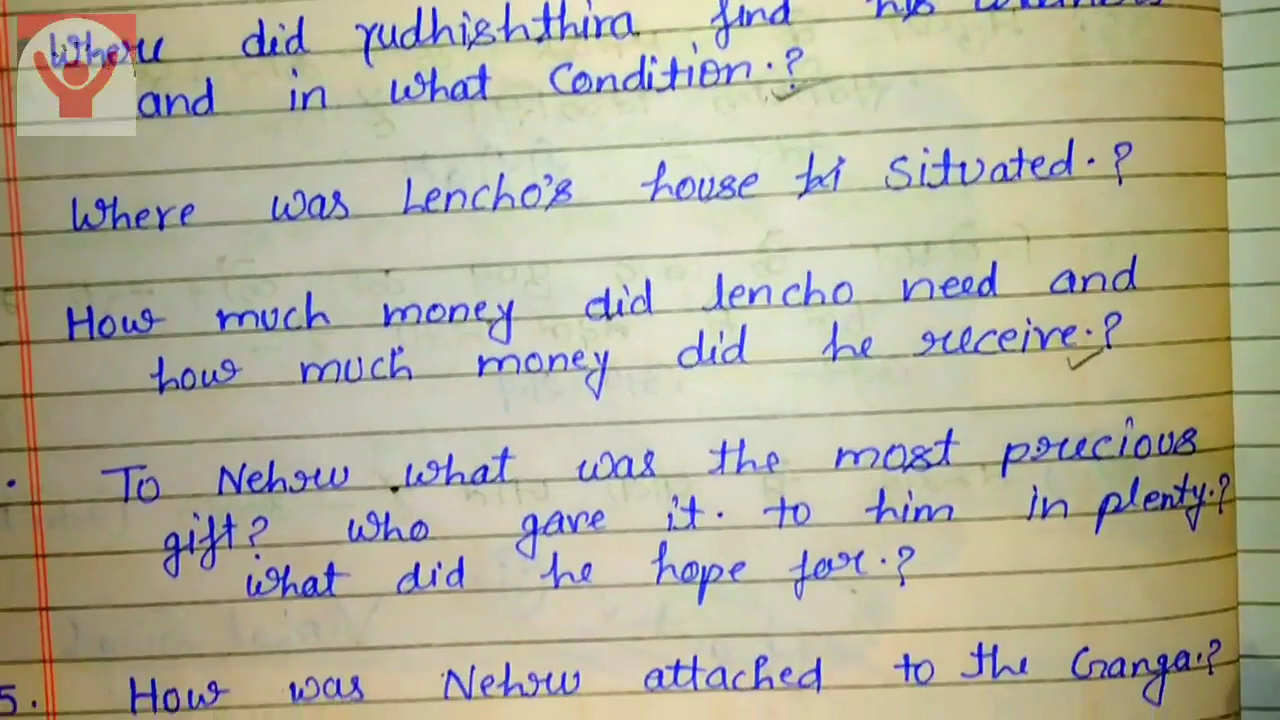 Where did yudhishthira find his
and in what Condition.?
Where was Lencho's house situated.?
How much money did lencho need and
how much money did he receive.?
To Nehru what was the most precious
gift? Who gave it. to him in plenty.?
what did he hope for.?
5. How was Nehru attached to the Ganga.?